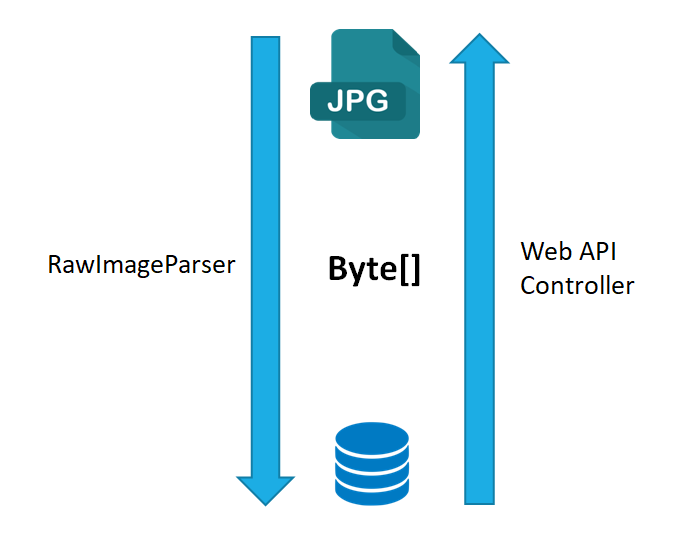 JPG
RawImageParser
Byte[]
Web API
Controller